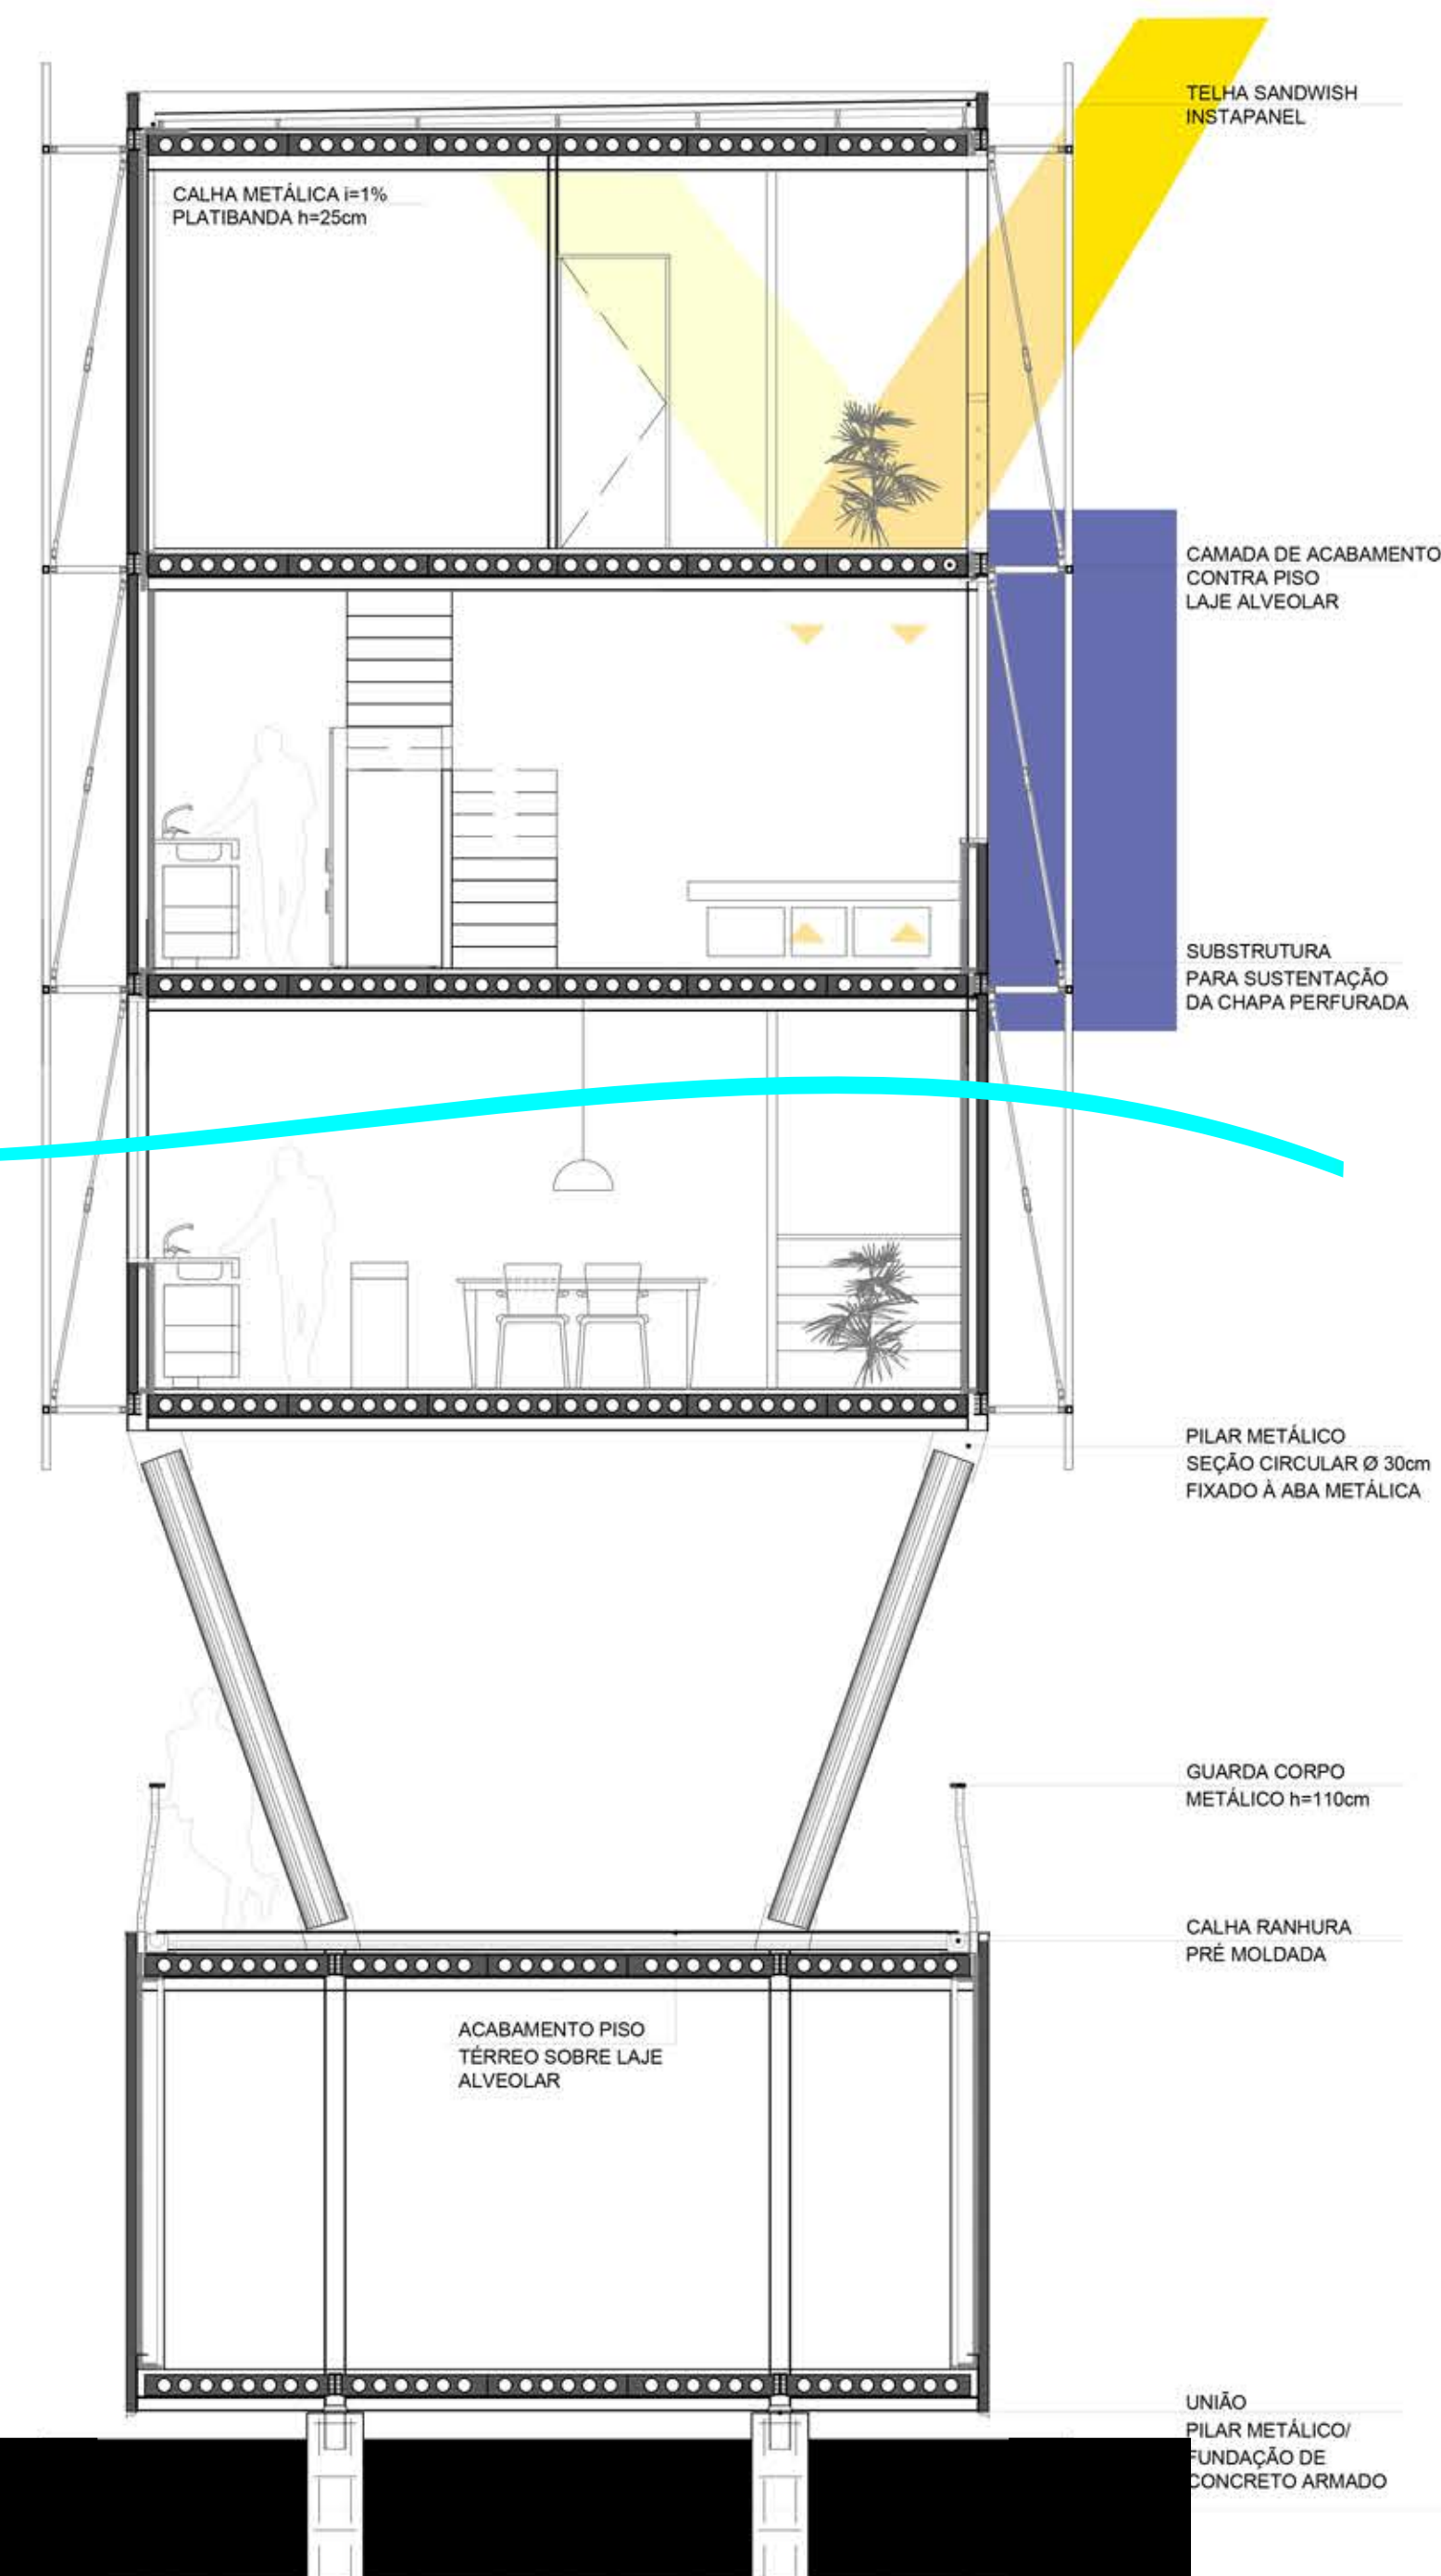 TELHA SANDWISH
INSTAPANEL
CALHA METÁLICA i=1%
PLATIBANDA h=25cm
CAMADA DE ACABAMENTO
CONTRA PISO
LAJE ALVEOLAR
SUBSTRUTURA
PARA SUSTENTAÇÃO
DA CHAPA PERFURADA
PILAR METÁLICO
SEÇÃO CIRCULAR Ø 30cm
FIXADO À ABA METÁLICA
GUARDA CORPO
METÁLICO h=110cm
CALHA RANHURA
PRÉ MOLDADA
ACABAMENTO PISO
TÉRREO SOBRE LAJE
ALVEOLAR
UNIÃO
PILAR METÁLICO/
FUNDAÇÃO DE
CONCRETO ARMADO